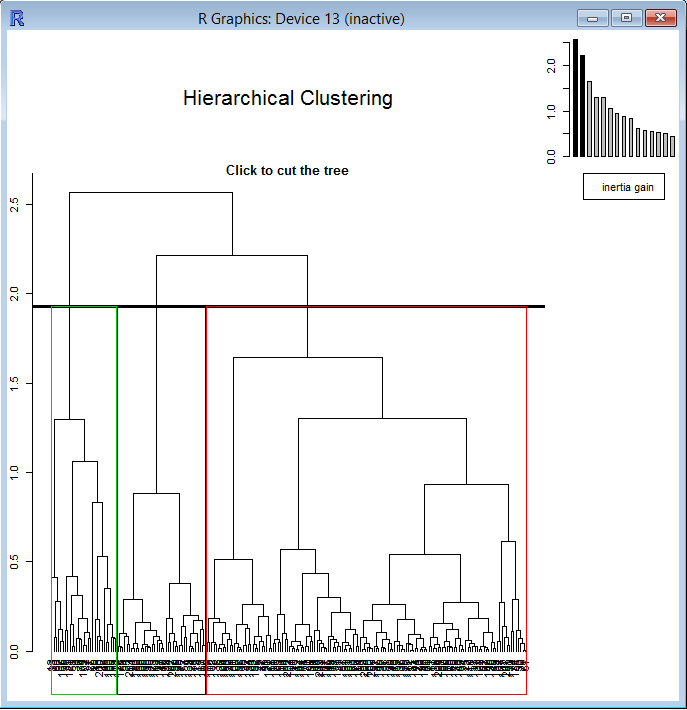 R Graphics: Device 13 (inactive)
Hierarchical Clustering
Click to cut the tree
2.0
1.0
0.0
inertia gain
2.5
2.0
1.5
1.0
0.5
0.0